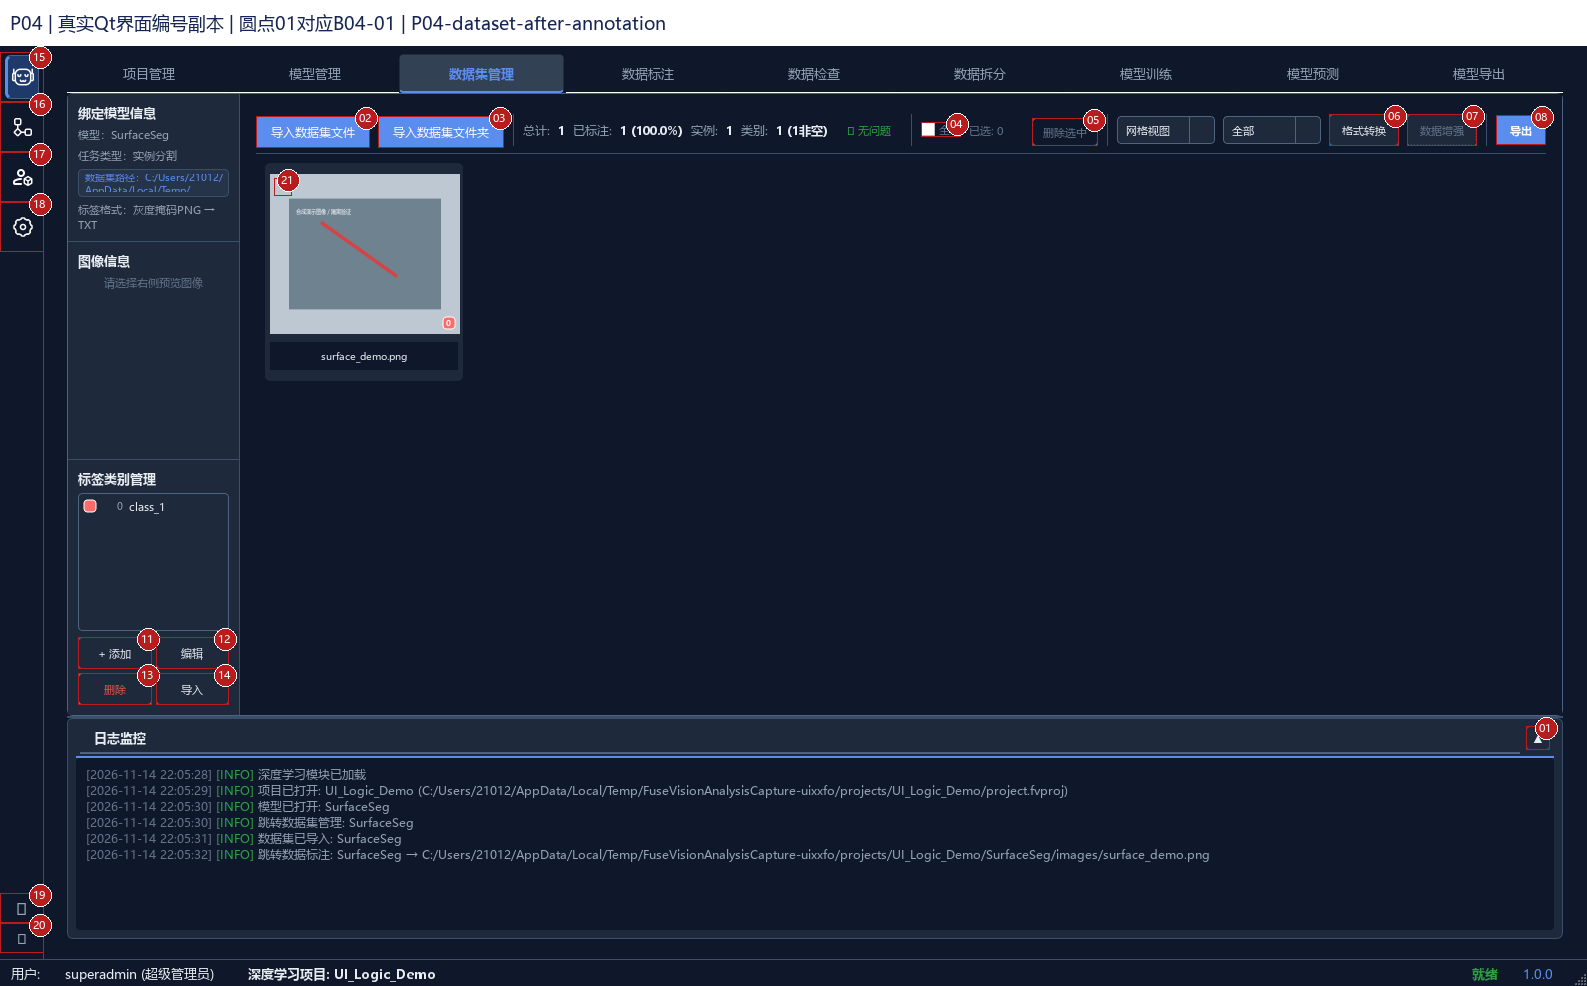 P04 | 真实Qt界面编号副本 | 圆点01对应B04-01 | P04-dataset-after-annotation
15
16
17
18
项目管理 模型管理 数据集管理 数据标注 数据检查 数据拆分 模型训练 模型预测 模型导出
绑定模型信息
模型: SurfaceSeg
任务类型: 实例分割
数据集路径: C:/Users/21012/
AppData/Local/Temp/
标签格式: 灰度掩码PNG →
TXT
图像信息
请选择右侧预览图像
标签类别管理
0 class_1
+ 添加 11 编辑 12
删除 13 导入 14
导入数据集文件 02 导入数据集文件夹 03 总计: 1 已标注: 1 (100.0%) 实例: 1 类别: 1 (1非空) 无问题 04 已选: 0 删除选中 05 网格视图 全部 格式转换 06 数据增强 07 导出 08
21
0
surface_demo.png
日志监控 01
[2026-11-14 22:05:28] [INFO] 深度学习模块已加载
[2026-11-14 22:05:29] [INFO] 项目已打开: UI_Logic_Demo (C:/Users/21012/AppData/Local/Temp/FuseVisionAnalysisCapture-uixxfo/projects/UI_Logic_Demo/project.fvproj)
[2026-11-14 22:05:30] [INFO] 模型已打开: SurfaceSeg
[2026-11-14 22:05:30] [INFO] 跳转数据集管理: SurfaceSeg
[2026-11-14 22:05:31] [INFO] 数据集已导入: SurfaceSeg
[2026-11-14 22:05:32] [INFO] 跳转数据标注: SurfaceSeg → C:/Users/21012/AppData/Local/Temp/FuseVisionAnalysisCapture-uixxfo/projects/UI_Logic_Demo/SurfaceSeg/images/surface_demo.png
19
20
用户: superadmin (超级管理员) 深度学习项目: UI_Logic_Demo 就绪 1.0.0